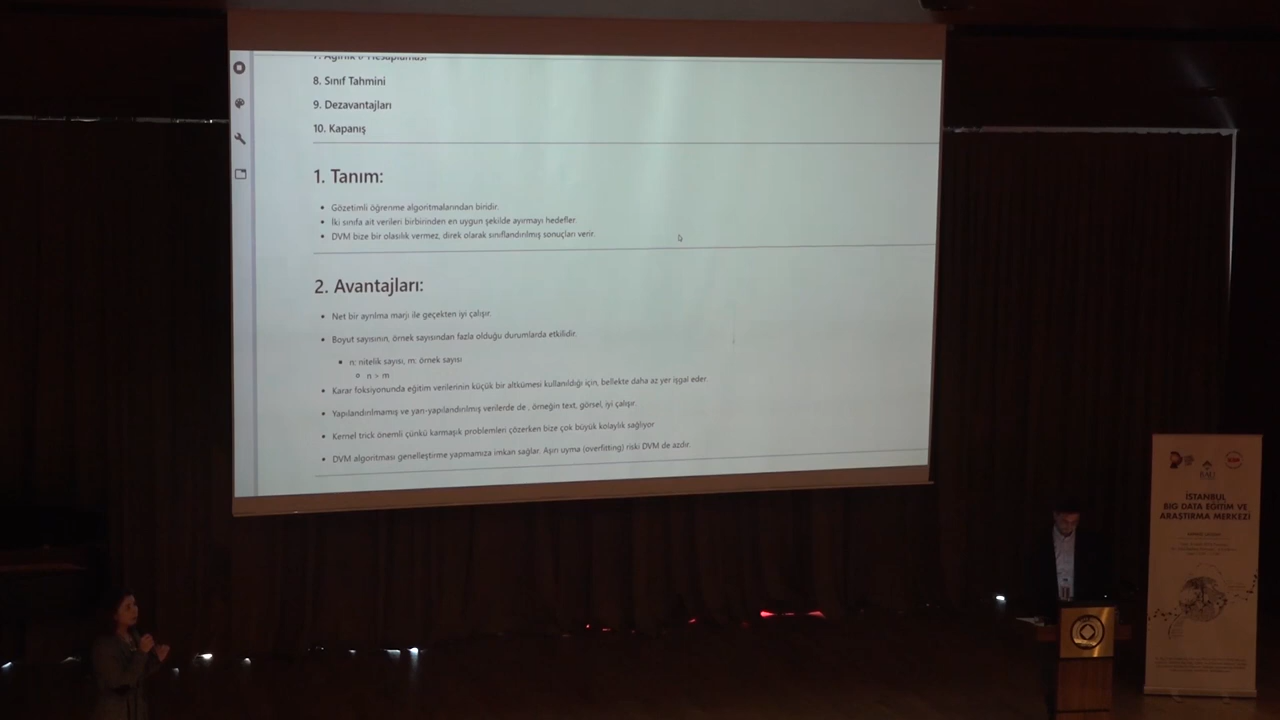 8. Sınıf Tahmini
9. Dezavantajları
10. Kapanış
1. Tanım:
Gözetimli öğrenme algoritmalarından biridir.
İki sınıfa ait verileri birbirinden en uygun şekilde ayırmayı hedefler.
DVM bize bir olasılık vermez, direk olarak sınıflandırılmış sonuçları verir.
2. Avantajları:
Net bir ayrılma marjı ile geçekten iyi çalışır.
Boyut sayısının, örnek sayısından fazla olduğu durumlarda etkilidir.
n: nitelik sayısı, m: örnek sayısı
n > m
Karar foksiyonunda eğitim verilerinin küçük bir altkümesi kullanıldığı için, bellekte daha az yer işgal eder
Yapılandırılmamış ve yarı-yapılandırılmış verilerde de , örneğin text, görsel, iyi çalışır.
Kernel trick önemli çünkü karmaşık problemleri çözerken bize çok büyük kolaylık sağlıyor
DVM algoritması genelleştirme yapmamıza imkan sağlar. Aşırı uyma (overfating) riski DVM de azdır.
İSTANBUL
BIG DATA EĞİTİM VE
ARAŞTIRMA MERKEZİ